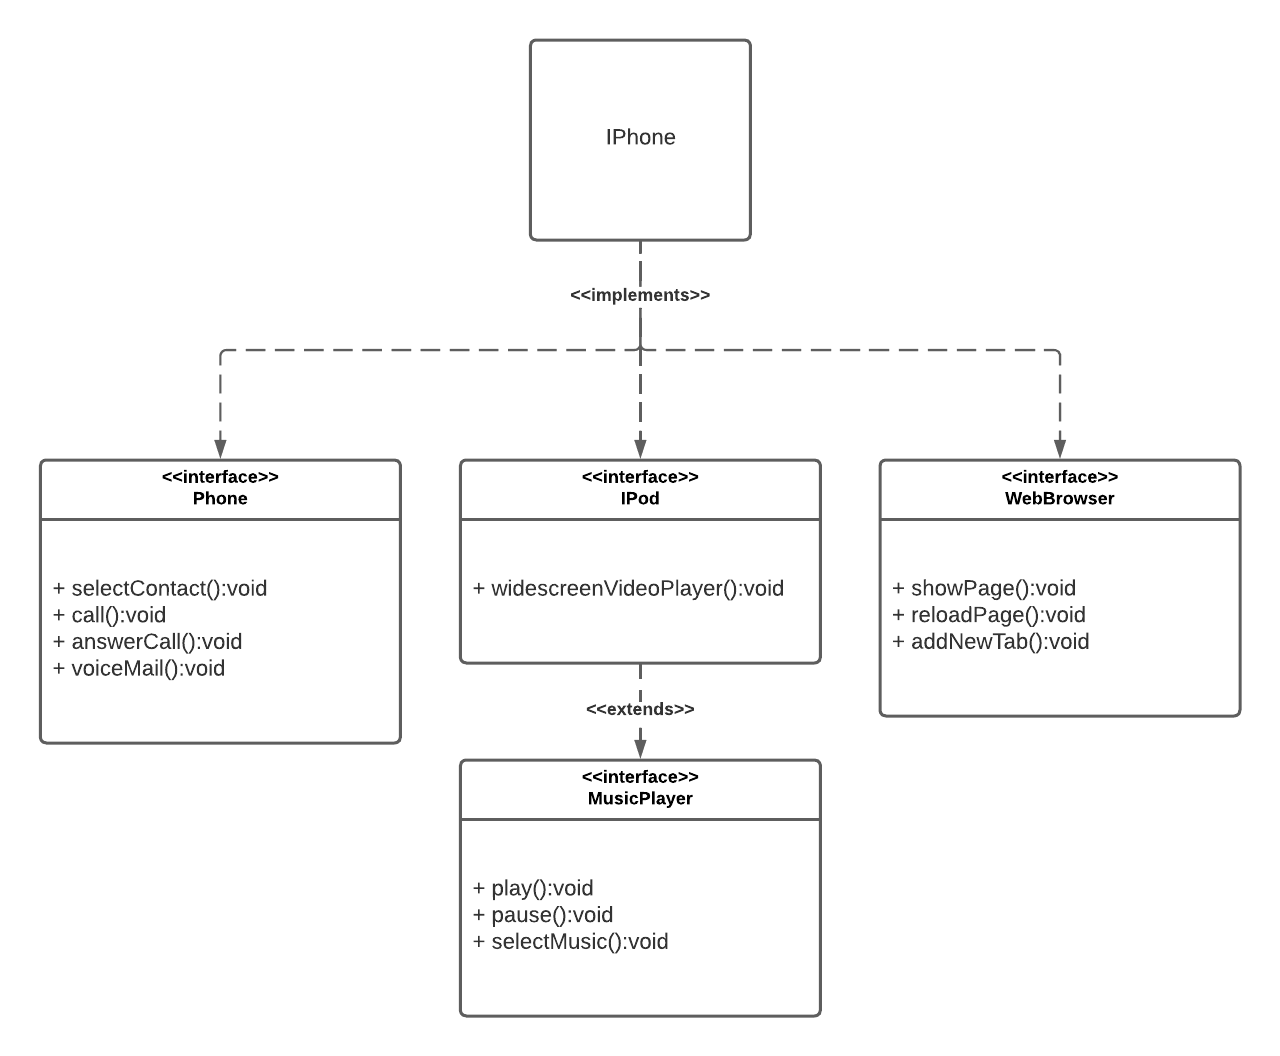 IPhone
<<implements>>
<<interface>>
Phone
+ selectContact():void
+ call():void
+ answerCall():void
+ voiceMail():void
<<interface>>
IPod
+ widescreenVideoPlayer():void
<<interface>>
WebBrowser
+ showPage():void
+ reloadPage():void
+ addNewTab():void
<<extends>>
<<interface>>
MusicPlayer
+ play():void
+ pause():void
+ selectMusic():void